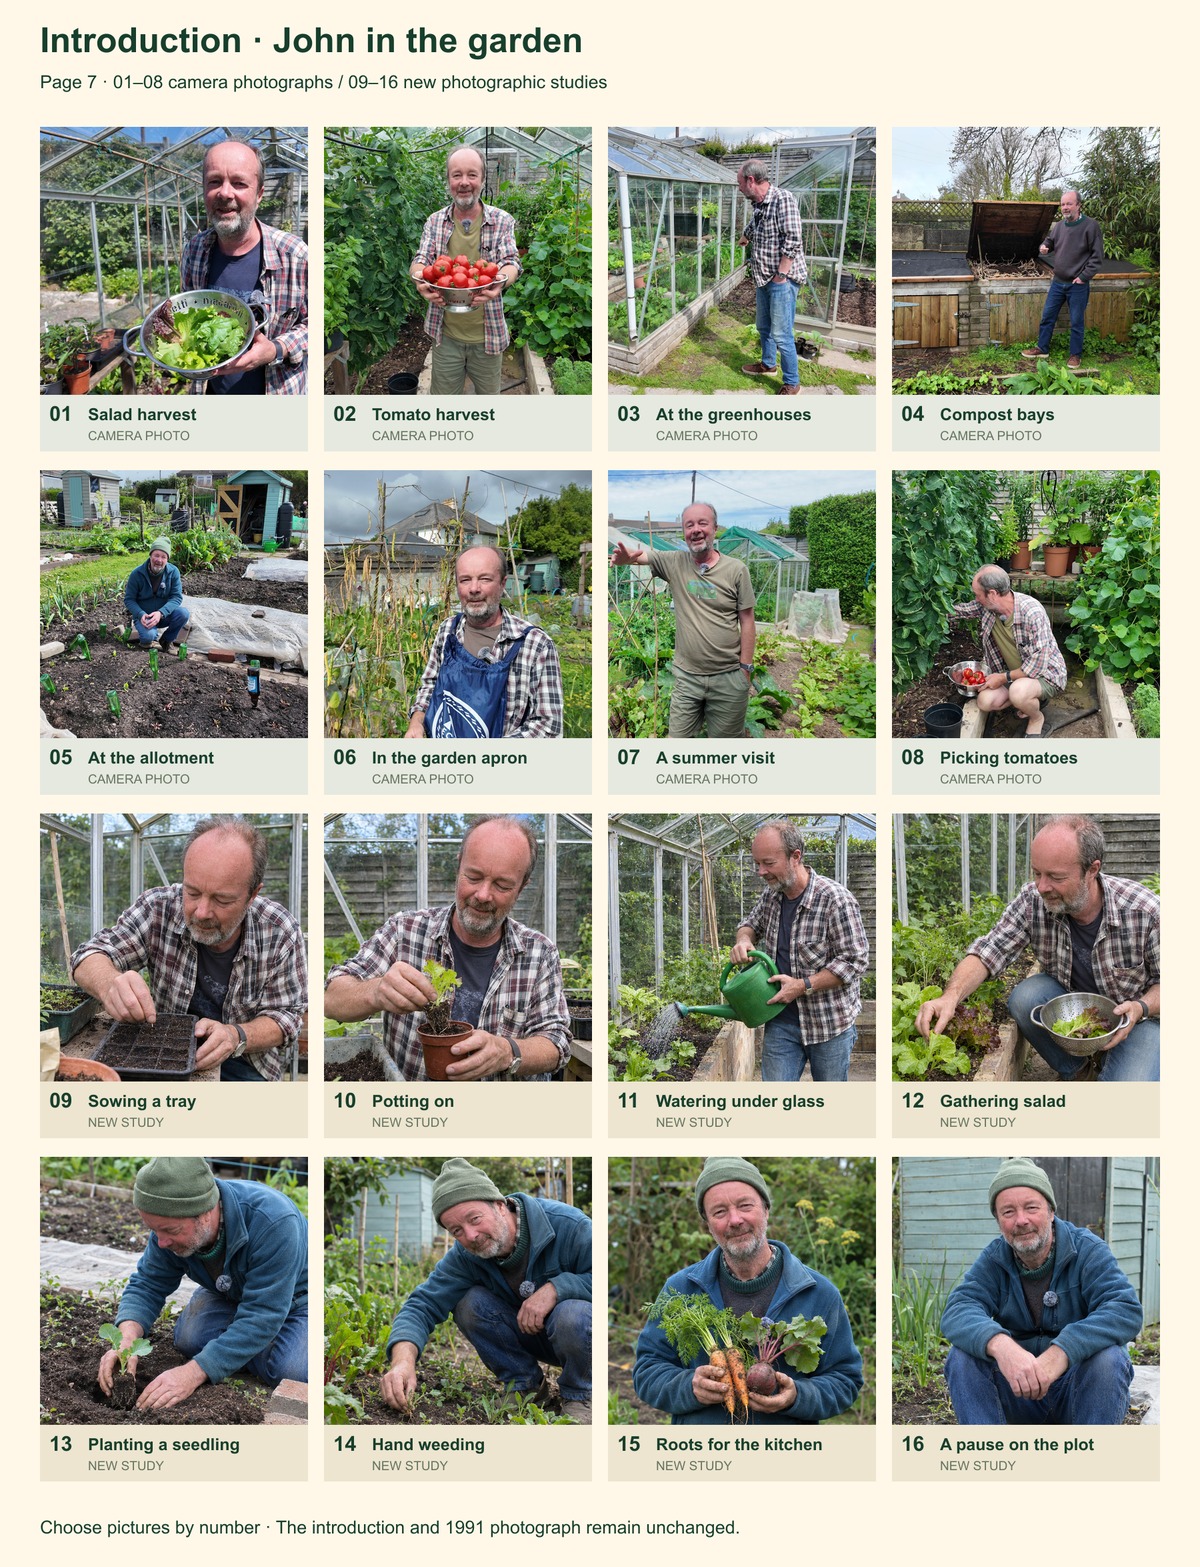 Introduction · John in the garden
Page 7 · 01–08 camera photographs / 09–16 new photographic studies
01 Salad harvest
CAMERA PHOTO
02 Tomato harvest
CAMERA PHOTO
03 At the greenhouses
CAMERA PHOTO
04 Compost bays
CAMERA PHOTO
05 At the allotment
CAMERA PHOTO
06 In the garden apron
CAMERA PHOTO
07 A summer visit
CAMERA PHOTO
08 Picking tomatoes
CAMERA PHOTO
09 Sowing a tray
NEW STUDY
10 Potting on
NEW STUDY
11 Watering under glass
NEW STUDY
12 Gathering salad
NEW STUDY
13 Planting a seedling
NEW STUDY
14 Hand weeding
NEW STUDY
15 Roots for the kitchen
NEW STUDY
16 A pause on the plot
NEW STUDY
Choose pictures by number · The introduction and 1991 photograph remain unchanged.